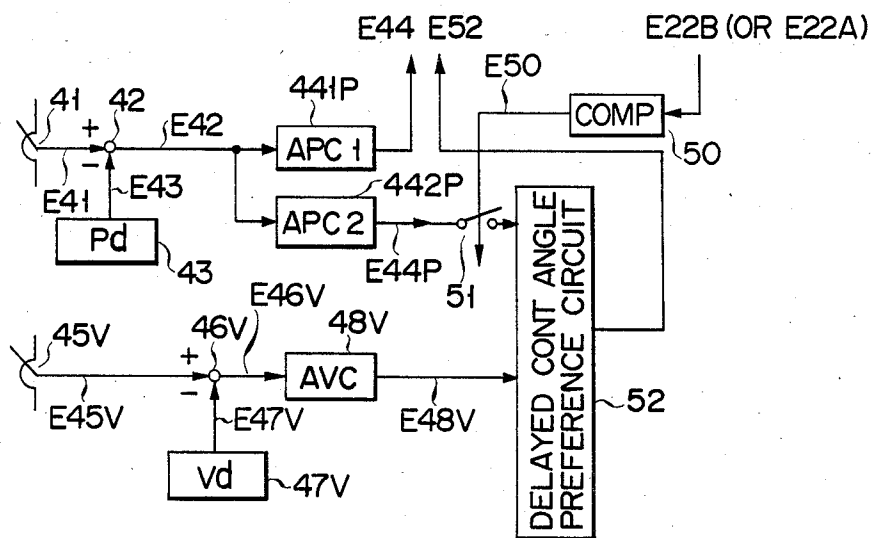 E44 E52
E22B (OR E22A)
E50
441P
COMP
50
41
42
+
E42
APC 1
-
E41
E43
442P
APC 2
Pd
43
E44P
51
DELAYED CONT ANGLE
PREFERENCE CIRCUIT
E46V
45V
46V
48V
+
AVC
-
E45V
E47V
E48V
52
Vd
47V